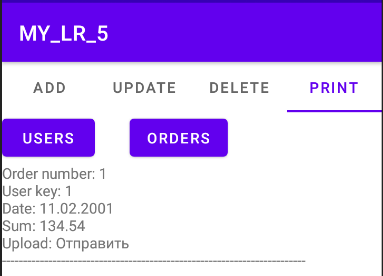 MY_LR_5
ADD UPDATE DELETE PRINT
USERS ORDERS
Order number: 1
User key: 1
Date: 11.02.2001
Sum: 134.54
Upload: Отправить
------------------------------------------------------------------------